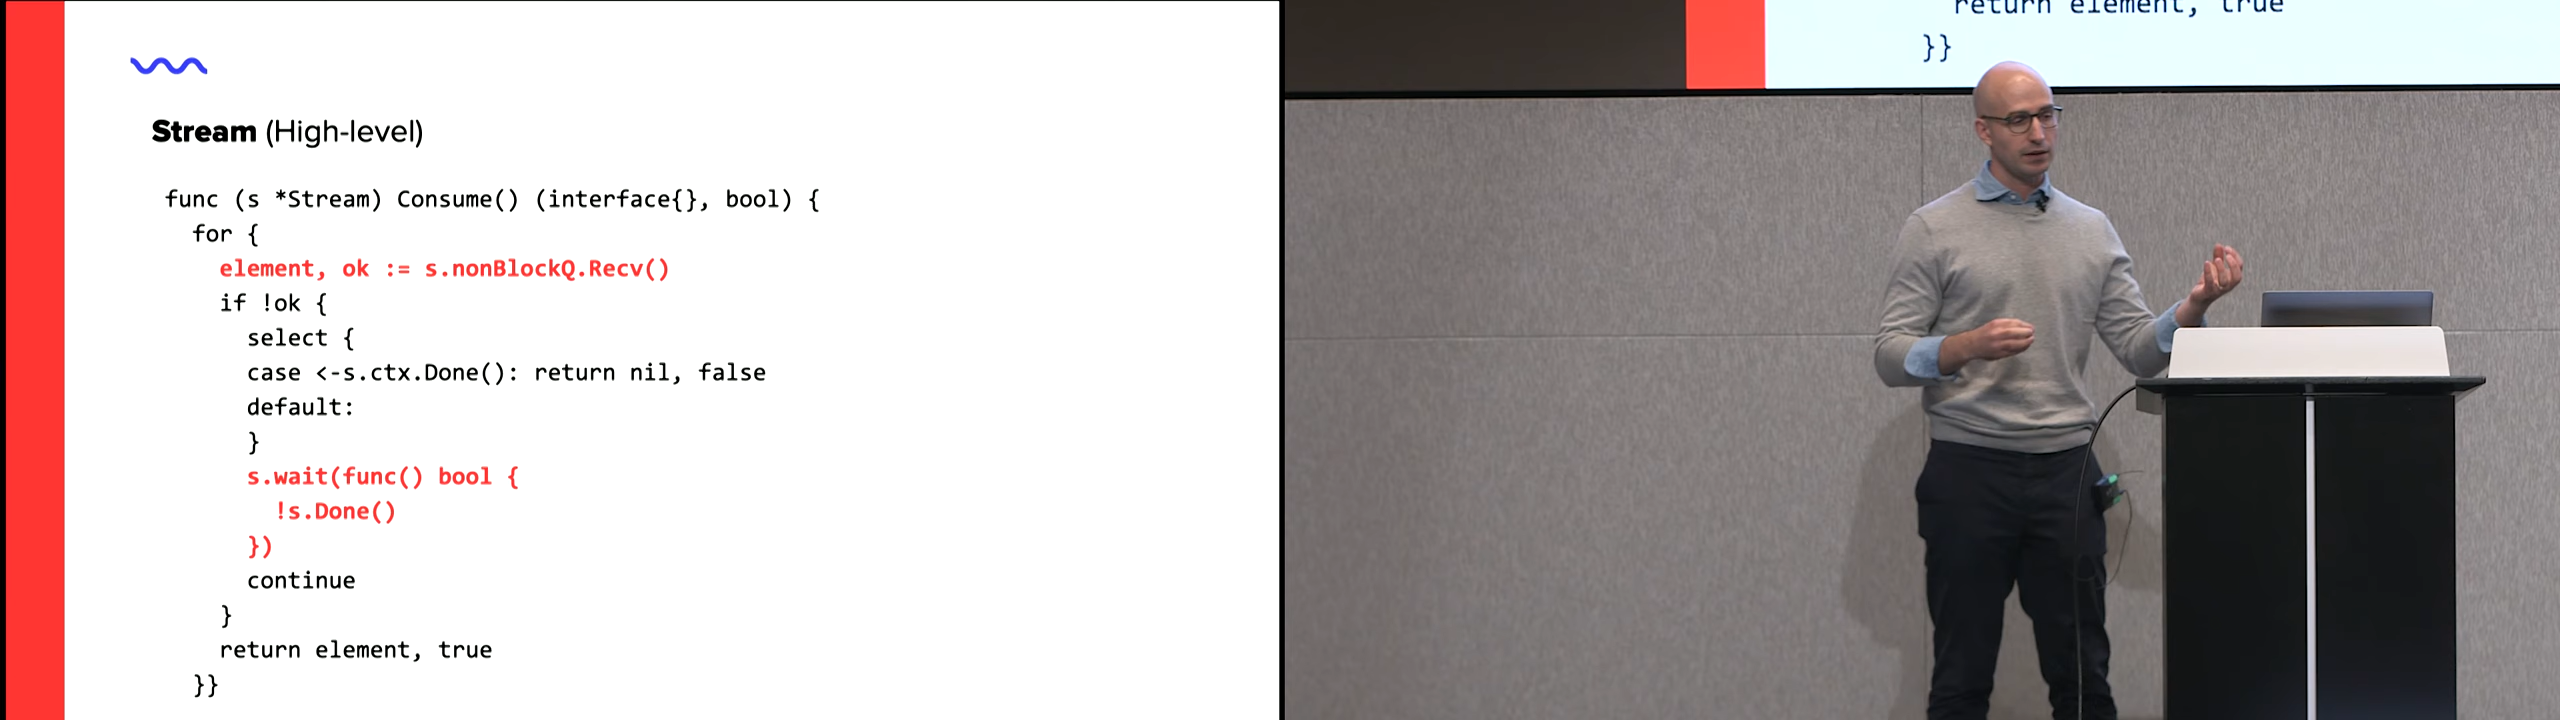 Stream (High-level)
func (s *Stream) Consume() (interface{}, bool) {
for {
element, ok := s.nonBlockQ.Recv()
if !ok {
select {
case <-s.ctx.Done(): return nil, false
default:
}
s.wait(func() bool {
!s.Done()
})
continue
}
return element, true
}}
return element, true
}}